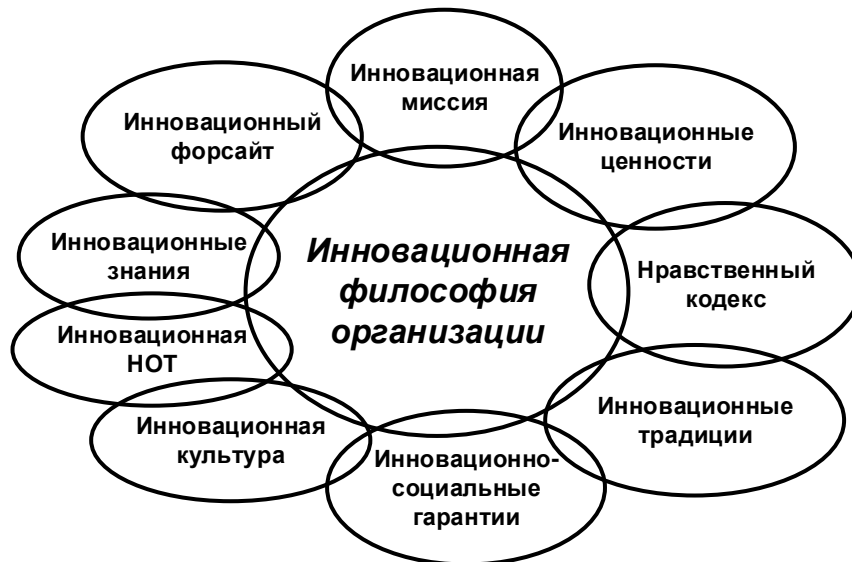 Инновационная
миссия
Инновационный
форсайт
Инновационные
ценности
Инновационные
знания
Инновационная
философия
организации
Нравственный
кодекс
Инновационная
НОТ
Инновационные
традиции
Инновационная
культура
Инновационно-
социальные
гарантии